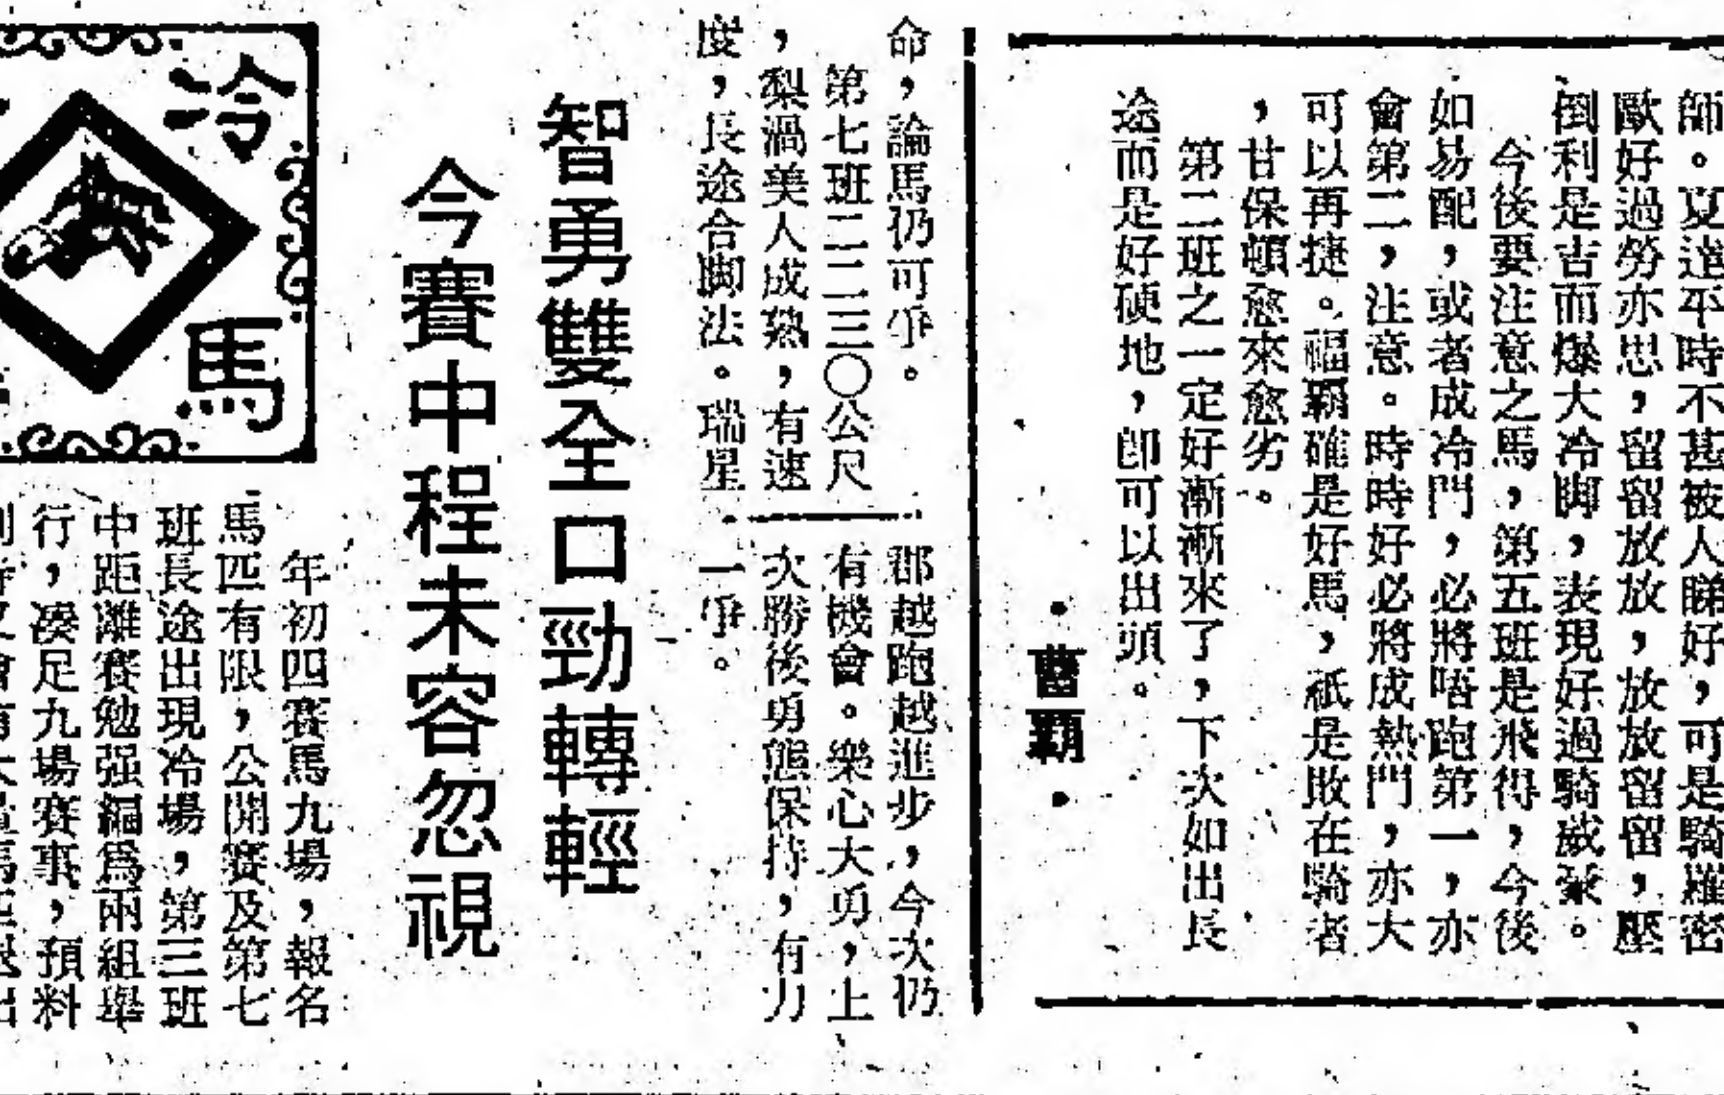 師。夏達平時不甚被人睇好，可是騎羅密
歐好過勞亦思，留留放放，放放留留，壓
倒利是吉而爆大冷脚，表現好過騎威豪。
今後要注意之馬，第五班是飛得，今後
如易配，或者成冷門，必將唔跑第一，亦
會第二，注意。時時好必將成熱門，亦大
可以再捷。福霸確是好馬，祇是敗在騎者
，甘保頓愈來愈劣。
第二班之一定好漸漸來了，下次如出長
途而是好硬地，卽可以出頭。
・曹霸・
命，論馬仍可爭。
第七班二二三〇公尺
，梨渦美人成熟，有速
度，長途合脚法。瑞星
郡越跑越進步，今次仍
有機會。樂心大勇，上
次勝後勇態保持，有力
一爭。
智勇雙全口勁轉輕
今賽中程未容忽視
冷馬
年初四賽馬九場，報名
馬匹有限，公開賽及第七
班長途出現冷場，第三班
中距離賽勉强編爲兩組舉
行，凑足九場賽事，預料